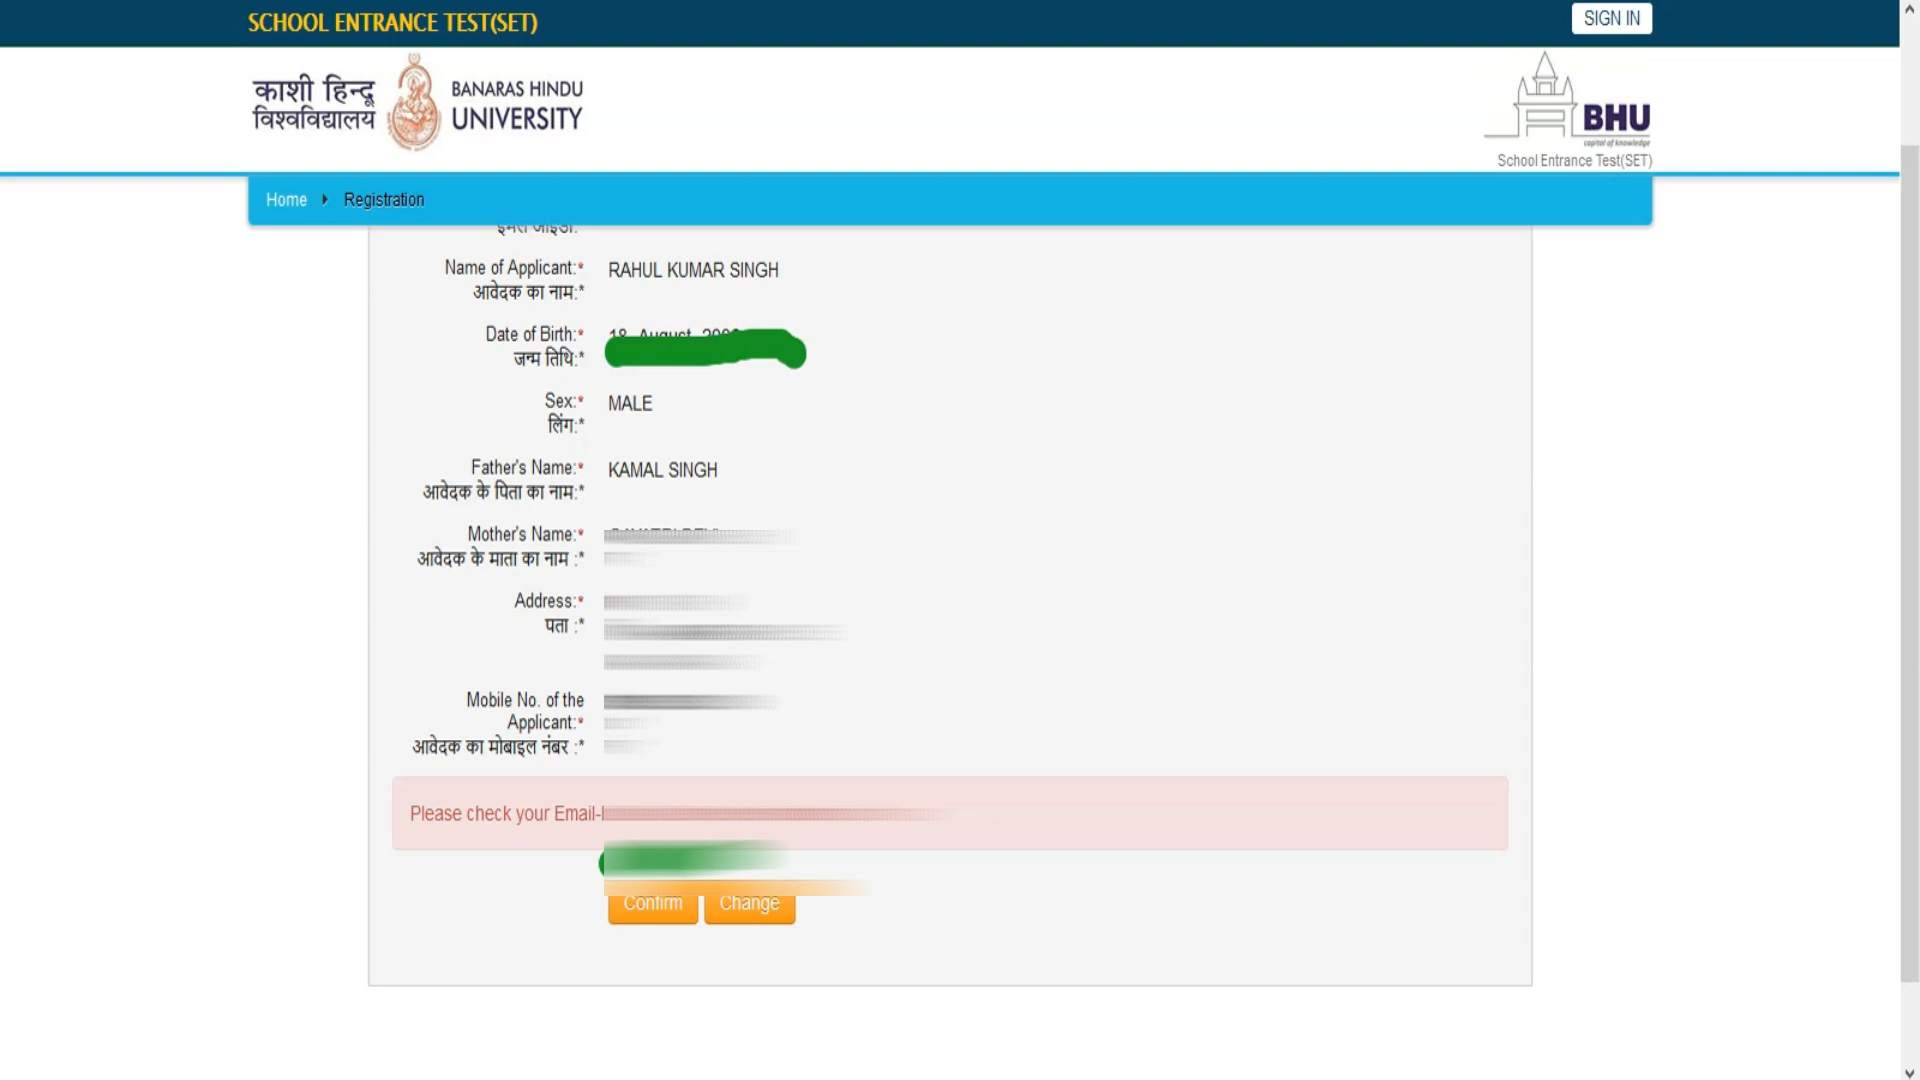 SCHOOL ENTRANCE TEST(SET)
SIGN IN
काशी हिन्दू
विश्वविद्यालय
BANARAS HINDU
UNIVERSITY
BHU
capital of knowledge
School Entrance Test(SET)
Home
Registration
Name of Applicant:*
RAHUL KUMAR SINGH
आवेदक का नाम:*
Date of Birth:*
जन्म तिथि:*
Sex:*
MALE
लिंग:*
Father's Name:*
KAMAL SINGH
आवेदक के पिता का नाम:*
Mother's Name:*
आवेदक के माता का नाम :*
Address:*
पता :*
Mobile No. of the
Applicant:*
आवेदक का मोबाइल नंबर :*
Please check your Email-
Confirm
Change